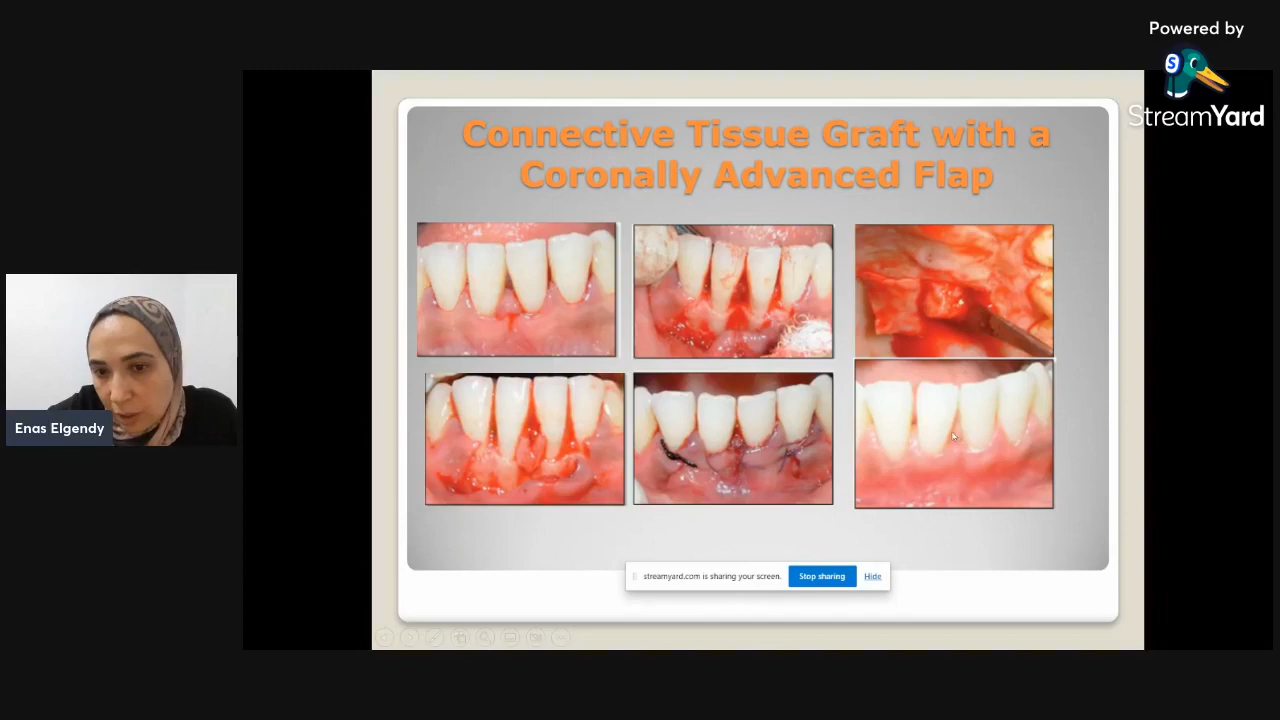 Powered by
StreamYard
Connective Tissue Graft with a
Coronally Advanced Flap
Enas Elgendy
streamyard.com is sharing your screen.
Stop sharing
Hide